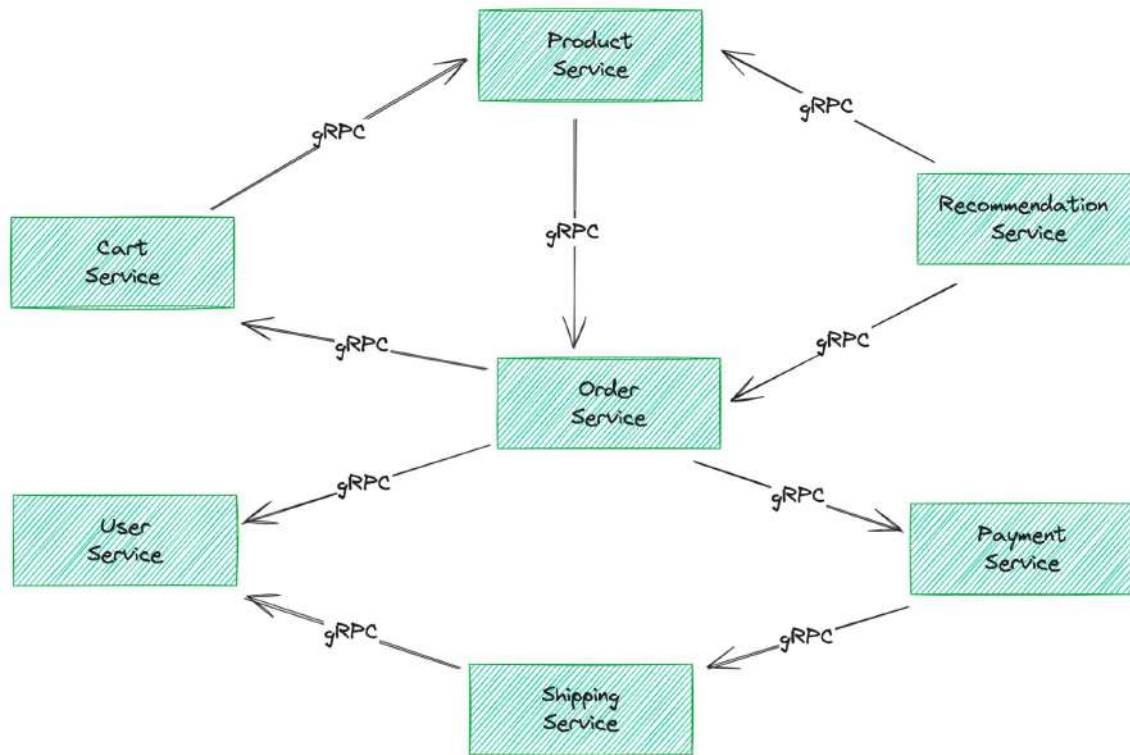 Product
Service
gRPC
gRPC
Recommendation
Service
Cart
Service
gRPC
gRPC
gRPC
Order
Service
gRPC
gRPC
User
Service
Payment
Service
gRPC
gRPC
Shipping
Service